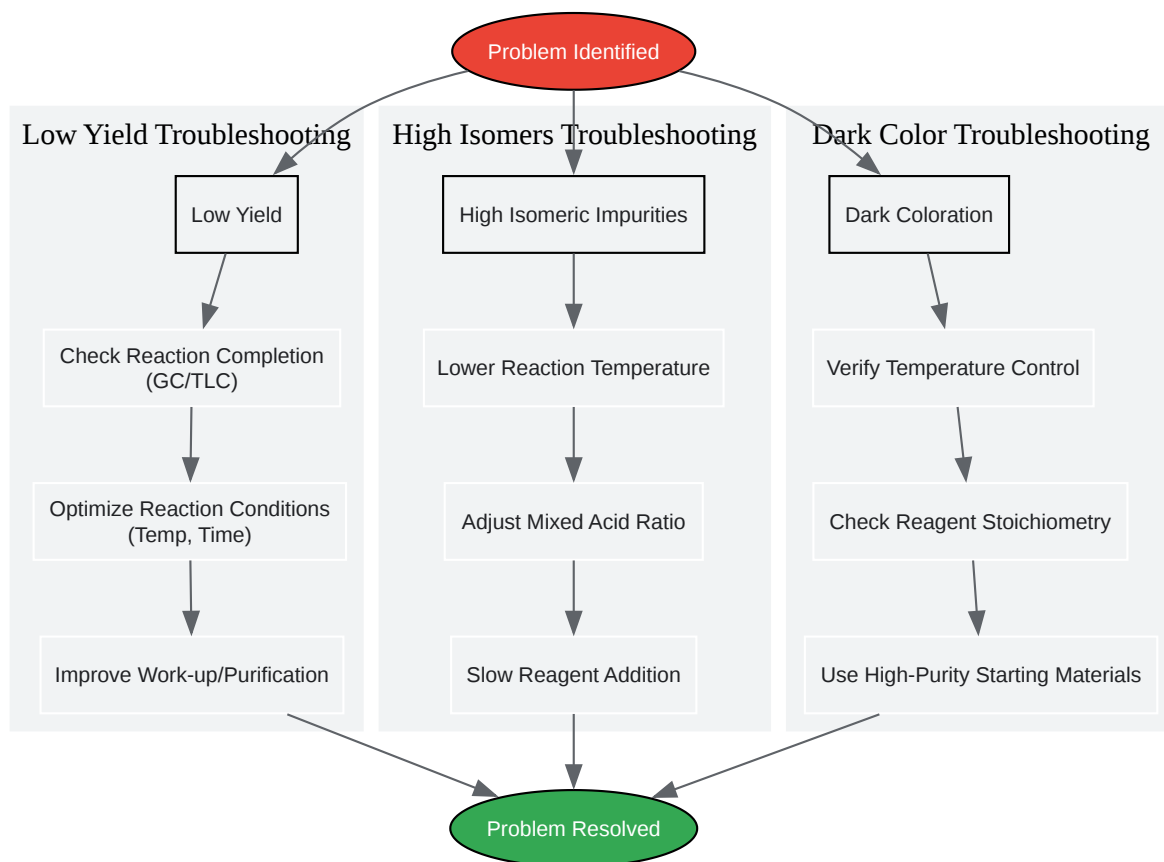 Problem Identified
Low Yield Troubleshooting
Low Yield
Check Reaction Completion
(GC/TLC)
Optimize Reaction Conditions
(Temp, Time)
Improve Work-up/Purification
High Isomers Troubleshooting
High Isomeric Impurities
Lower Reaction Temperature
Adjust Mixed Acid Ratio
Slow Reagent Addition
Dark Color Troubleshooting
Dark Coloration
Verify Temperature Control
Check Reagent Stoichiometry
Use High-Purity Starting Materials
Problem Resolved